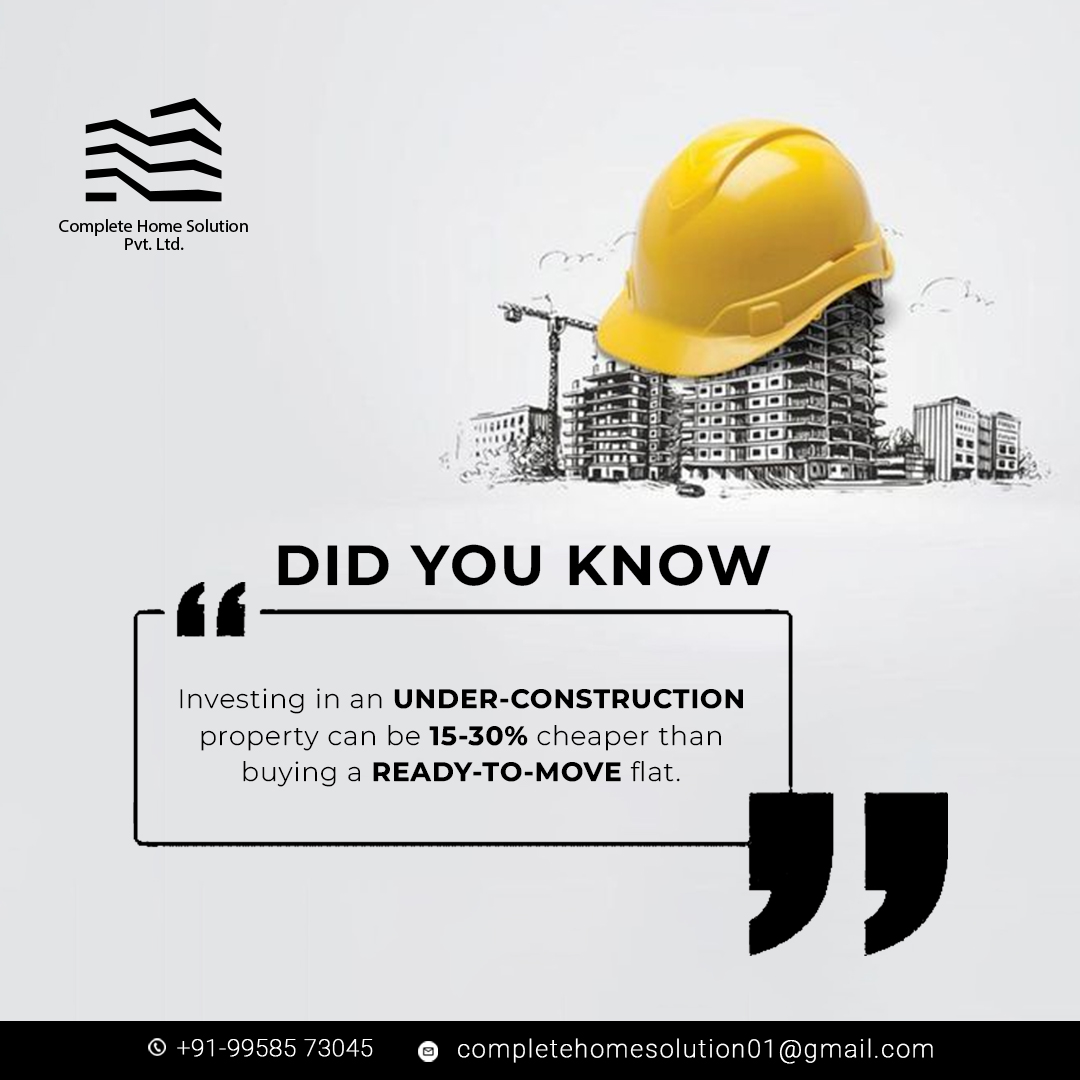 Complete Home Solution
Pvt. Ltd.
DID YOU KNOW
“
Investing in an UNDER-CONSTRUCTION
property can be 15-30% cheaper than
buying a READY-TO-MOVE flat.
”
+91-99585 73045
completehomesolution01@gmail.com